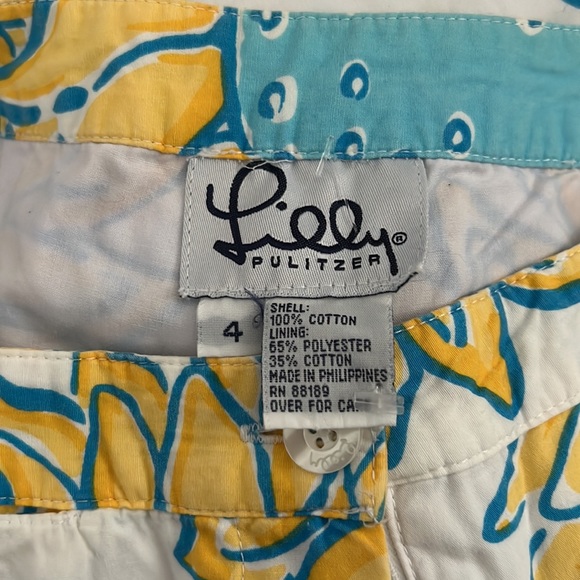 Lilly®
PULITZER
4
SHELL:
100% COTTON
LINING:
65% POLYESTER
35% COTTON
MADE IN PHILIPPINES
RN 88189
OVER FOR CA